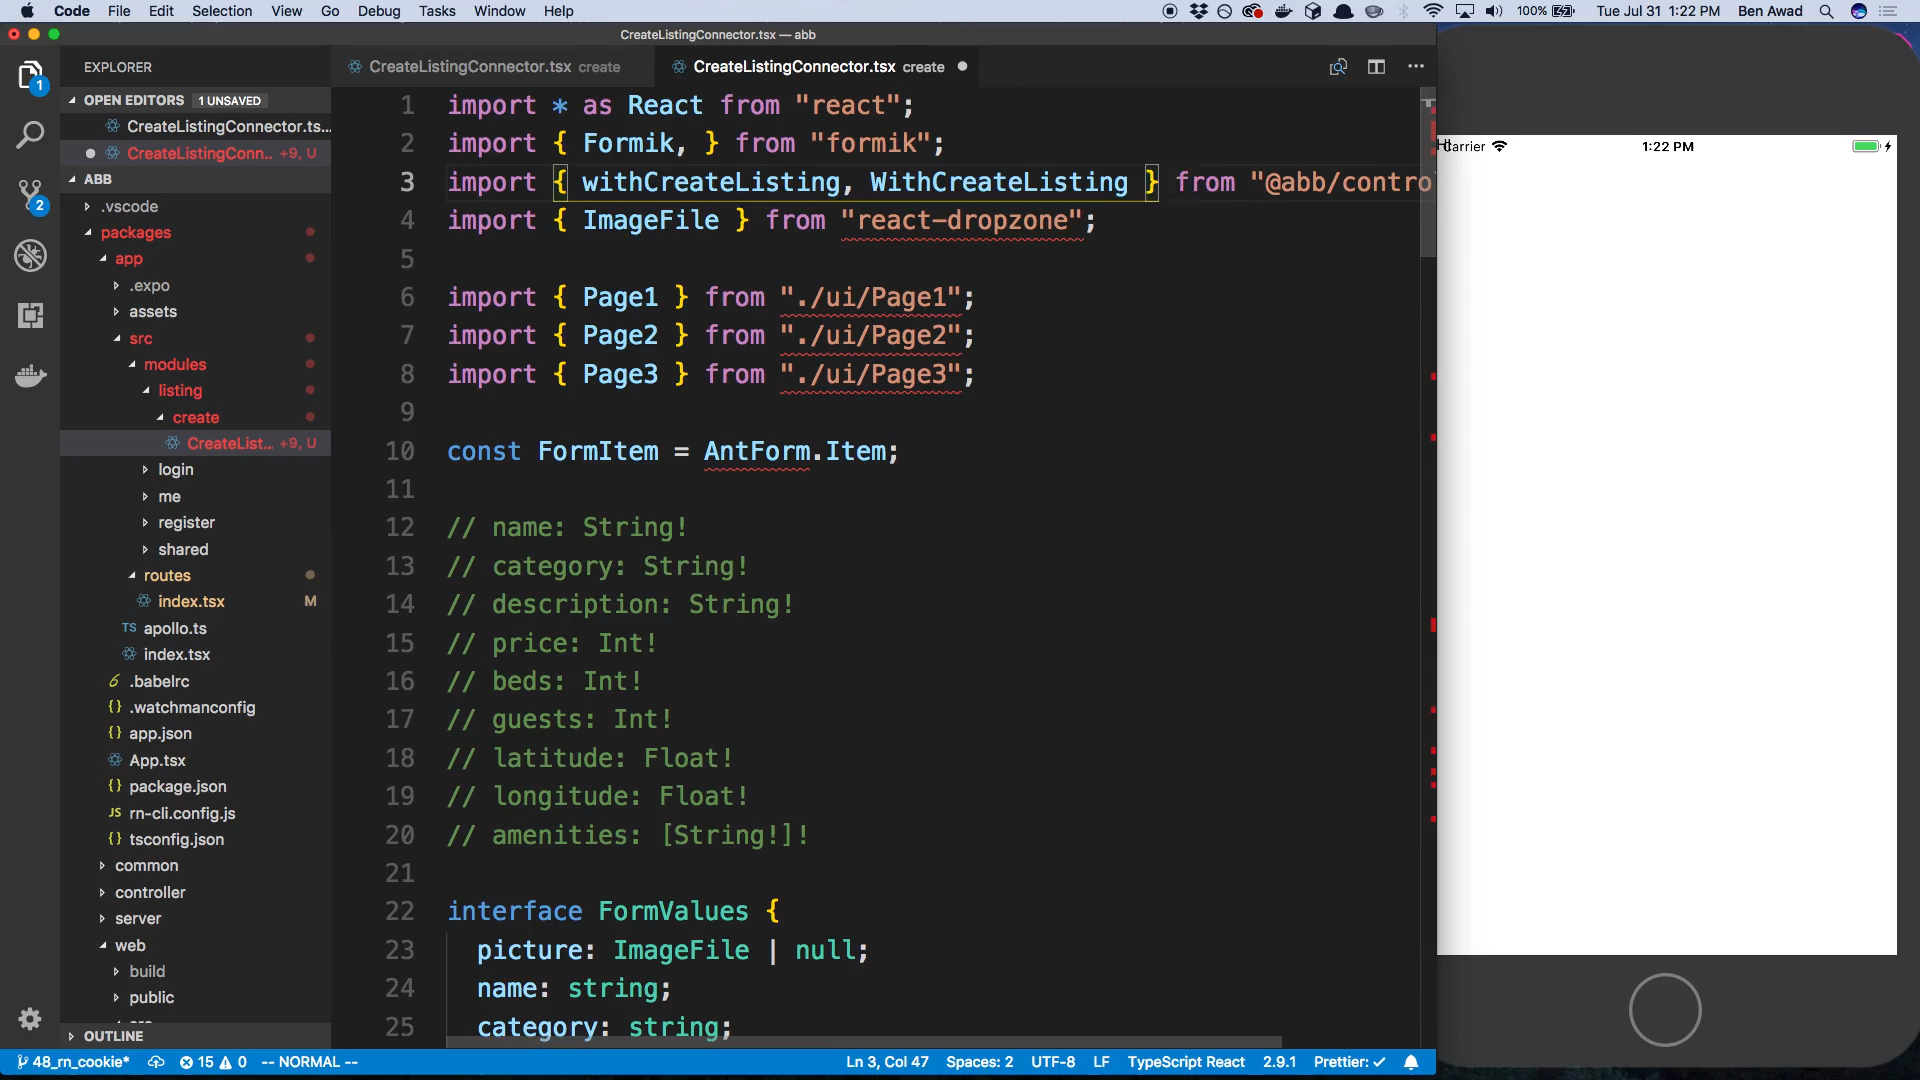 Code File Edit Selection View Go Debug Tasks Window Help 100% Tue Jul 31 1:22 PM Ben Awad
CreateListingConnector.tsx — abb
EXPLORER
OPEN EDITORS 1 UNSAVED
CreateListingConnector.ts...
CreateListingConn... +9, U
ABB
.vscode
packages
app
.expo
assets
src
modules
listing
create
CreateList... +9, U
login
me
register
shared
routes
index.tsx M
TS apollo.ts
index.tsx
.babelrc
{} .watchmanconfig
{} app.json
App.tsx
{} package.json
JS rn-cli.config.js
{} tsconfig.json
common
controller
server
web
build
public
OUTLINE
CreateListingConnector.tsx create
CreateListingConnector.tsx create
1 import * as React from "react";
2 import { Formik, } from "formik";
3 import { withCreateListing, WithCreateListing } from "@abb/contro
4 import { ImageFile } from "react-dropzone";
5
6 import { Page1 } from "./ui/Page1";
7 import { Page2 } from "./ui/Page2";
8 import { Page3 } from "./ui/Page3";
9
10 const FormItem = AntForm.Item;
11
12 // name: String!
13 // category: String!
14 // description: String!
15 // price: Int!
16 // beds: Int!
17 // guests: Int!
18 // latitude: Float!
19 // longitude: Float!
20 // amenities: [String!]!
21
22 interface FormValues {
23 picture: ImageFile | null;
24 name: string;
25 category: string;
Carrier 1:22 PM
1
2
48_rn_cookie* 15 0 -- NORMAL -- Ln 3, Col 47 Spaces: 2 UTF-8 LF TypeScript React 2.9.1 Prettier: ✓